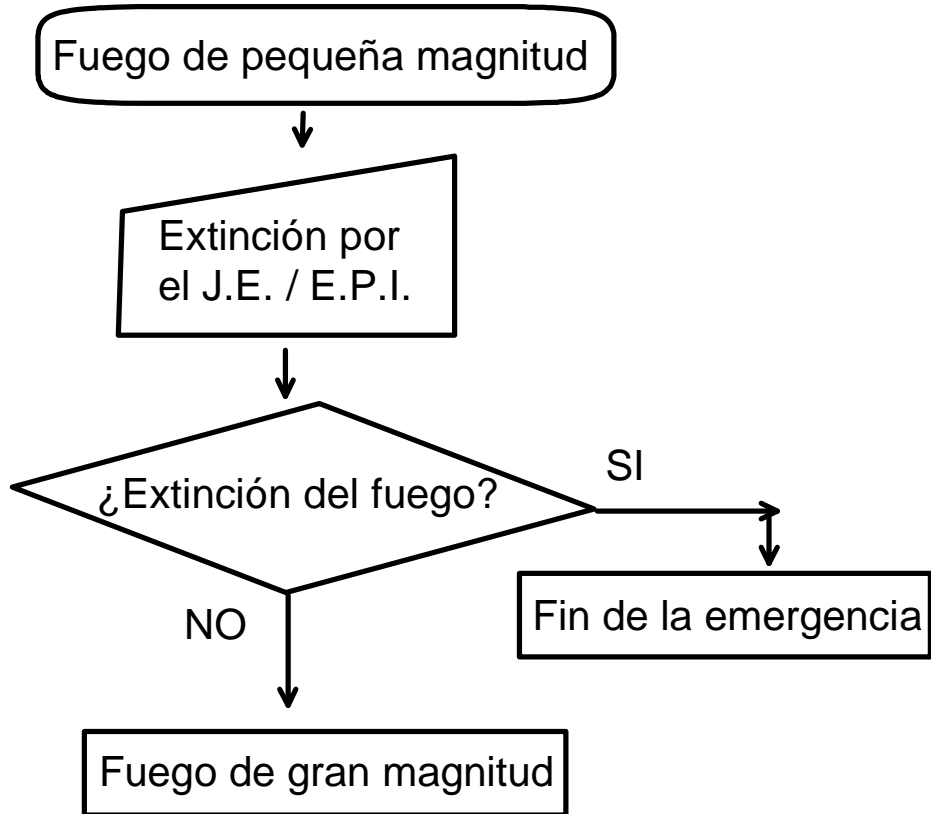 Fuego de pequeña magnitud
Extinción por
el J.E. / E.P.I.
¿Extinción del fuego?
SI
Fin de la emergencia
NO
Fuego de gran magnitud